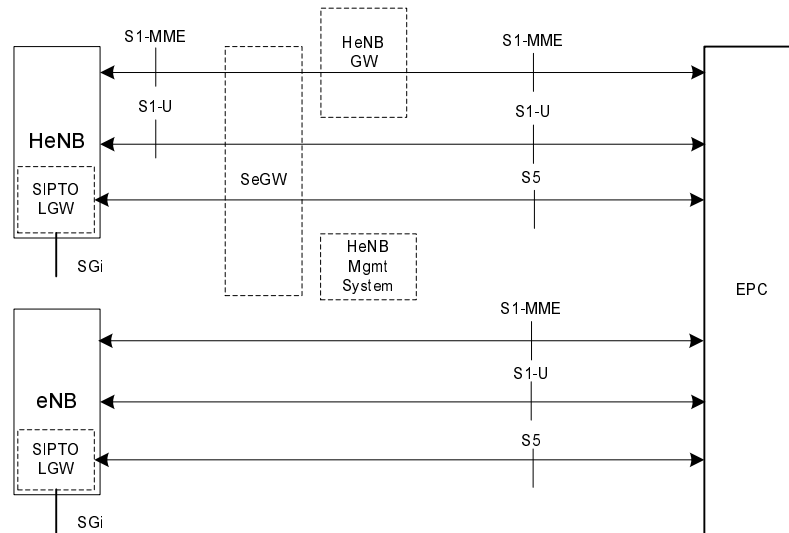 S1-MME
HeNB
GW
S1-MME
S1-U
S1-U
HeNB
SeGW
S5
SIPTO
LGW
SGi
HeNB
Mgmt
System
EPC
S1-MME
S1-U
eNB
S5
SIPTO
LGW
SGi